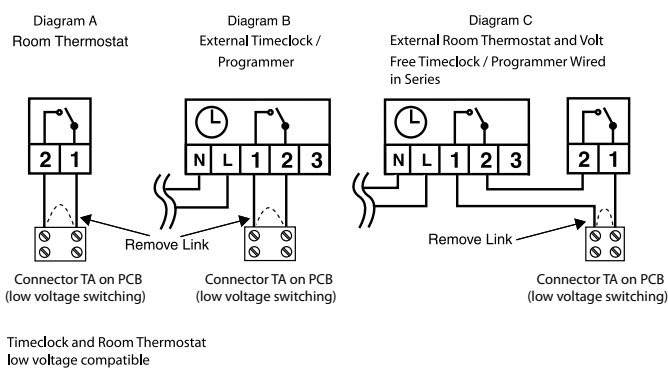 Diagram A
Room Thermostat
Diagram B
External Timeclock /
Programmer
Diagram C
External Room Thermostat and Volt
Free Timeclock / Programmer Wired
in Series
2 1
N L 1 2 3
N L 1 2 3
2 1
Remove Link
Remove Link
Connector TA on PCB
(low voltage switching)
Connector TA on PCB
(low voltage switching)
Connector TA on PCB
(low voltage switching)
Timeclock and Room Thermostat
low voltage compatible